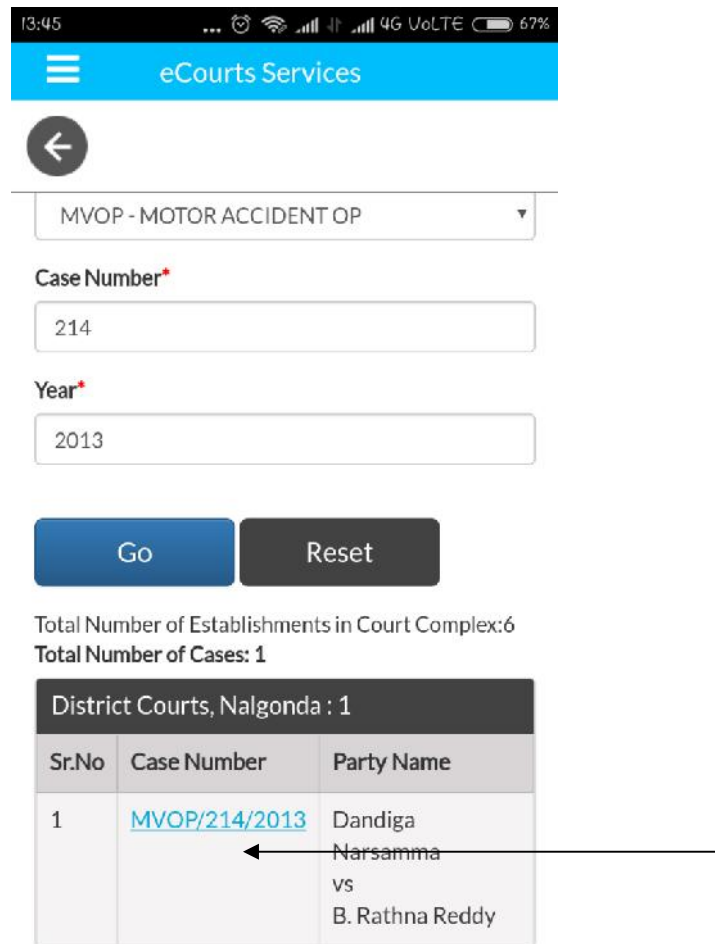 13:45 ... 4G VoLTE 67%
eCourts Services
MVOP - MOTOR ACCIDENT OP
Case Number*
214
Year*
2013
Go Reset
Total Number of Establishments in Court Complex:6
Total Number of Cases: 1
District Courts, Nalgonda : 1
Sr.No Case Number Party Name
1 MVOP/214/2013 Dandiga
Narsamma
vs
B. Rathna Reddy